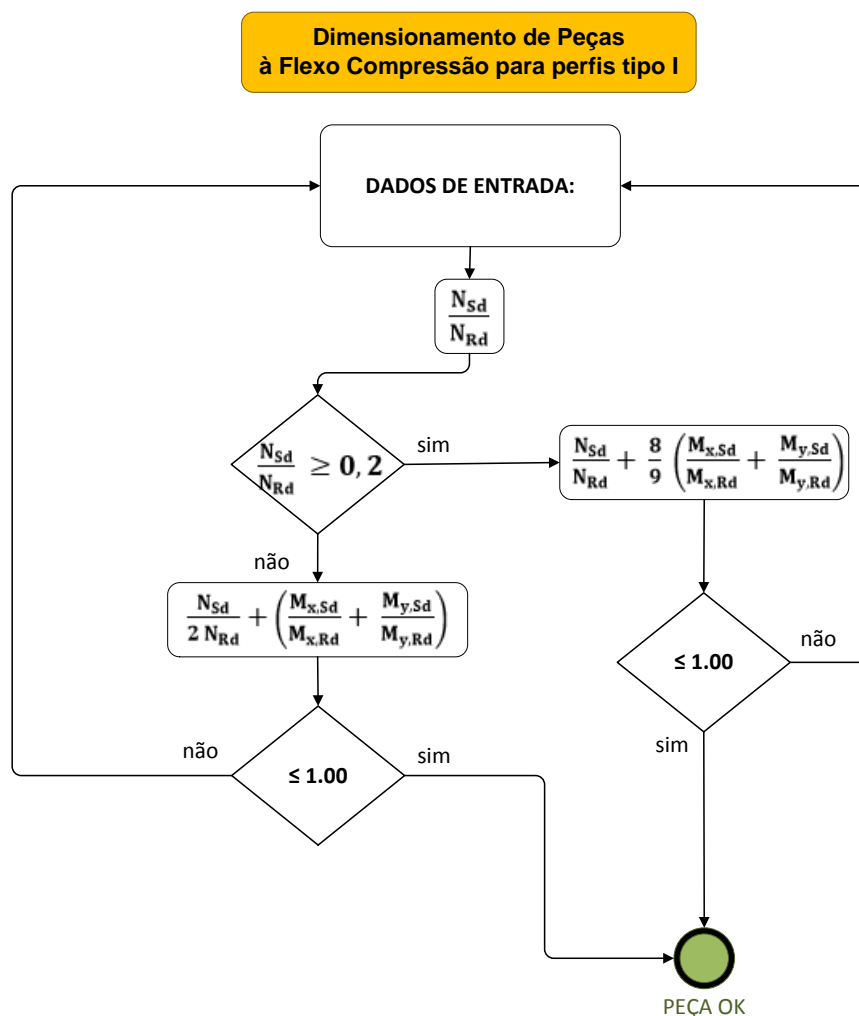 Dimensionamento de Peças
à Flexo Compressão para perfis tipo I
DADOS DE ENTRADA:
N_Sd / N_Rd
N_Sd / N_Rd ≥ 0, 2
sim
N_Sd / N_Rd + 8/9 (M_x,Sd / M_x,Rd + M_y,Sd / M_y,Rd)
não
N_Sd / 2 N_Rd + (M_x,Sd / M_x,Rd + M_y,Sd / M_y,Rd)
≤ 1.00
não
sim
não
≤ 1.00
sim
PEÇA OK